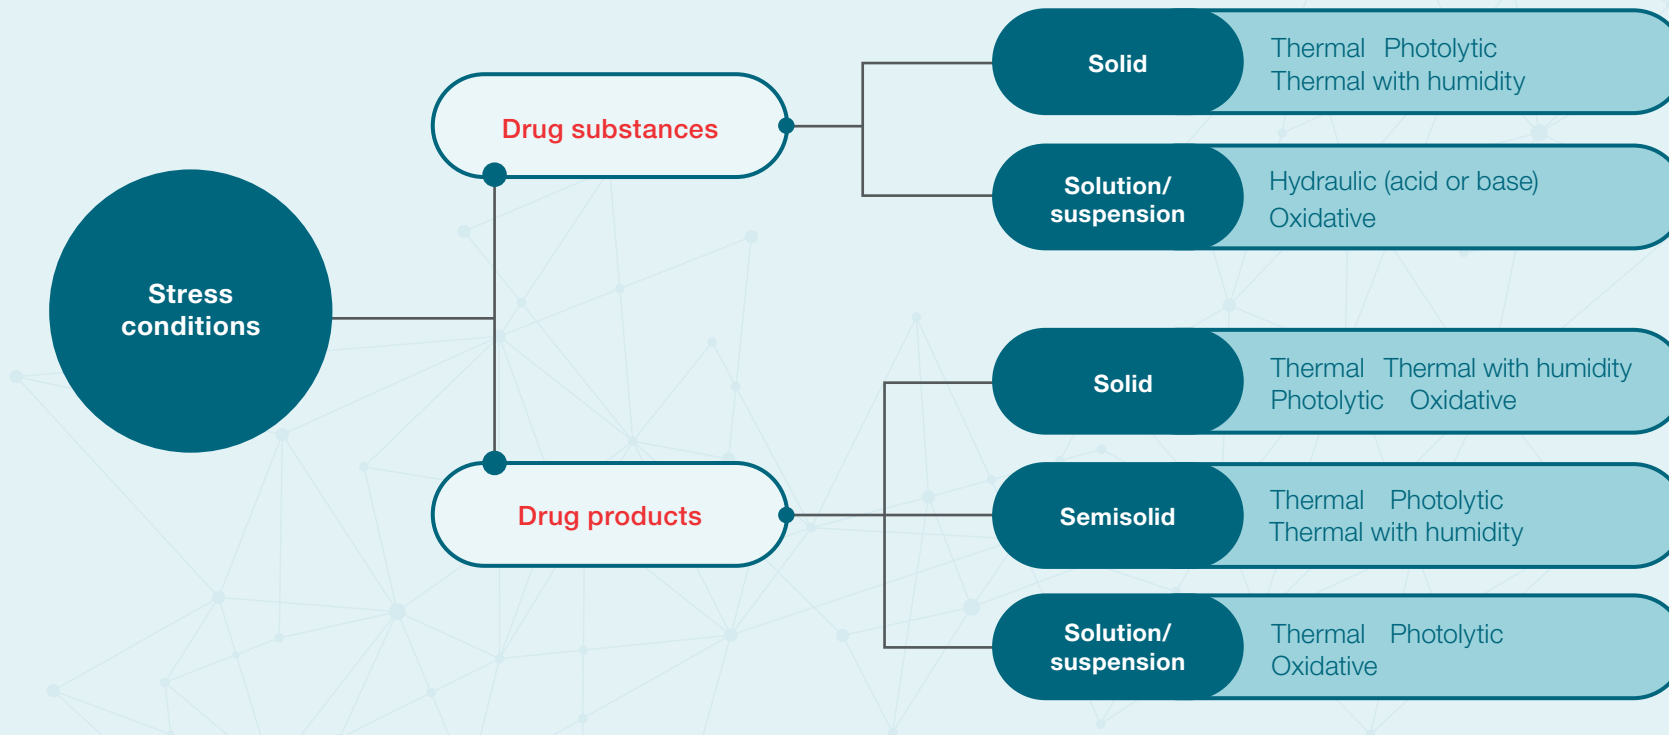 Stress
conditions
Drug substances
Solid
Thermal Photolytic
Thermal with humidity
Solution/
suspension
Hydraulic (acid or base)
Oxidative
Drug products
Solid
Thermal Thermal with humidity
Photolytic Oxidative
Semisolid
Thermal Photolytic
Thermal with humidity
Solution/
suspension
Thermal Photolytic
Oxidative